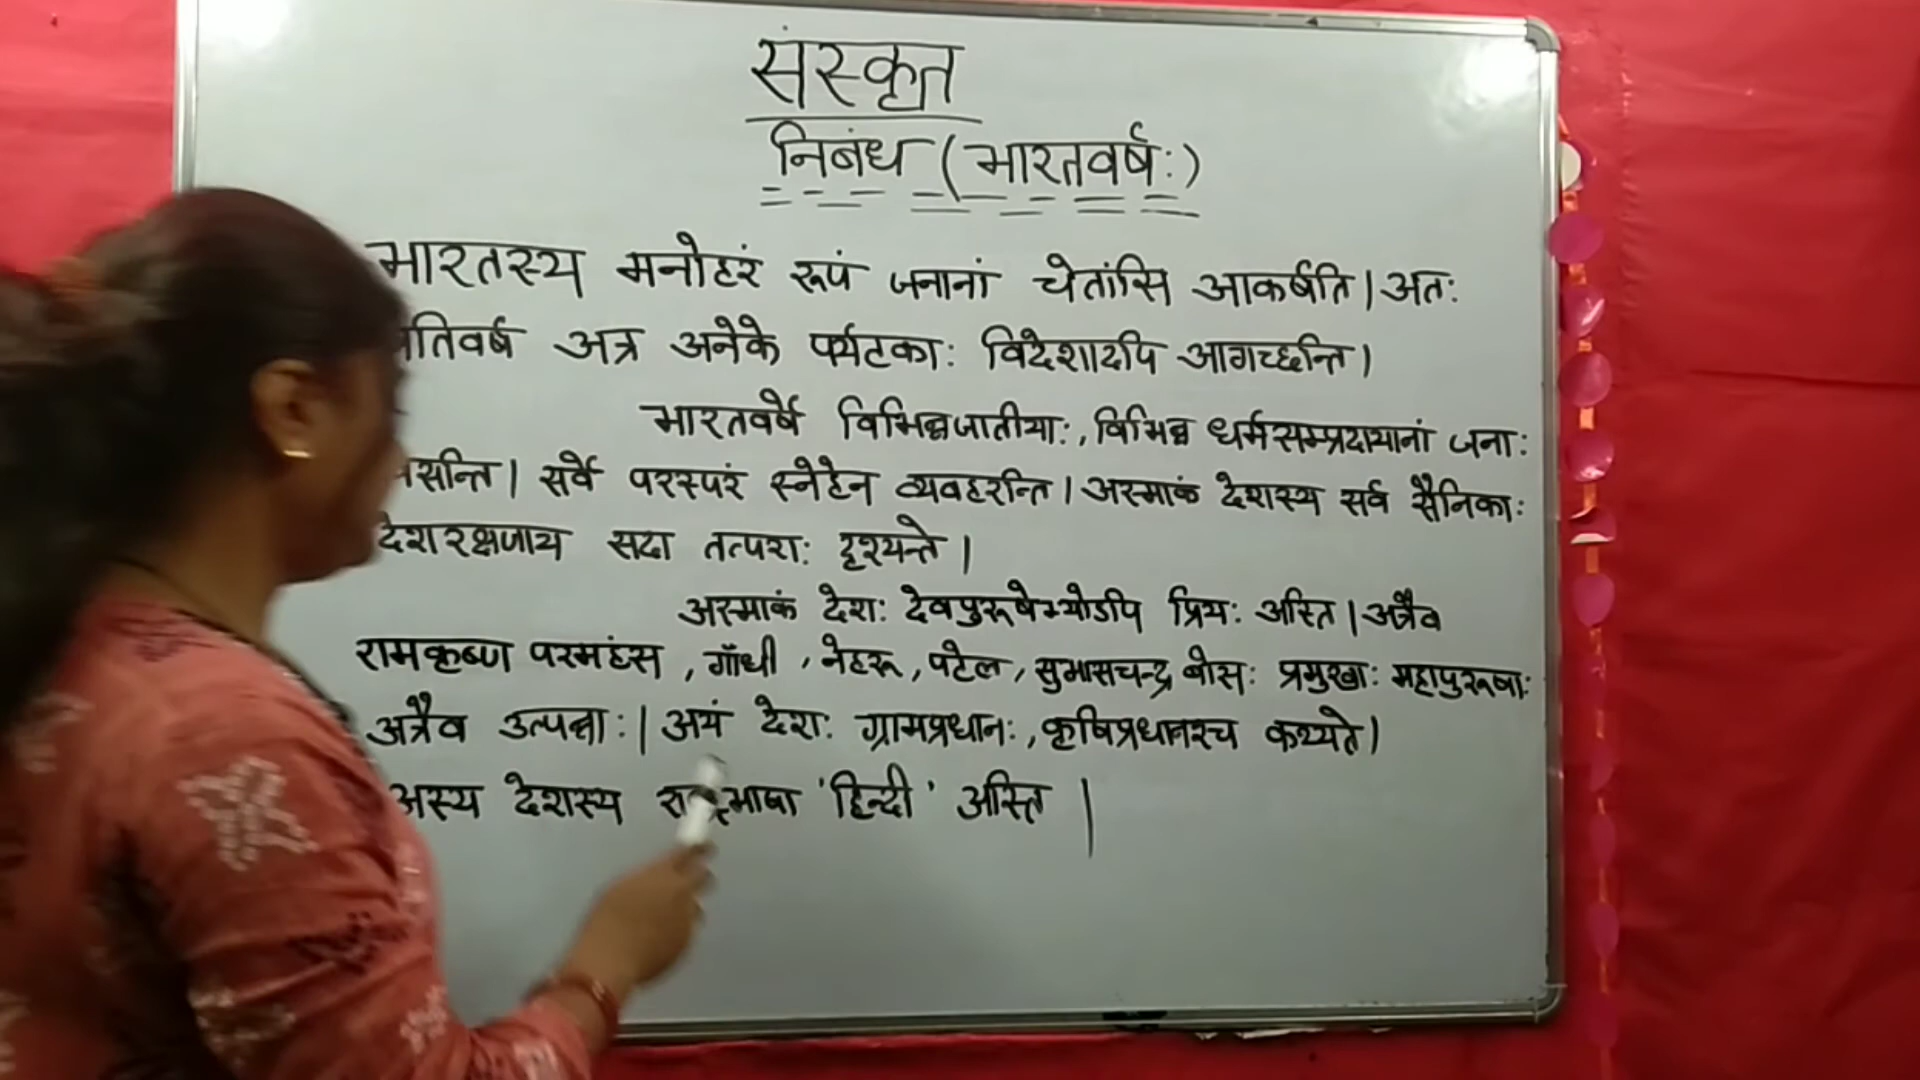 संस्कृत
निबंध (भारतवर्ष:)
भारतस्य मनोहरं रूपं जनानां चेतांसि आकर्षति। अत:
अत्र अनेके पर्यटका: विदेशादपि आगच्छन्ति।
भारतवर्षे विभिन्नजातीया:, विभिन्न धर्मसम्प्रदायानां जना:
सर्वे परस्परं स्नेहेन व्यवहरन्ति। अस्माकं देशस्य सर्व सैनिका:
देशरक्षणाय सदा तत्परा: दृश्यन्ते।
अस्माकं देश: देवपुरूषेभ्योऽपि प्रिय: अस्ति। अत्रैव
रामकृष्ण परमहंस, गाँधी, नेहरू, पटेल, सुभासचन्द्र बोस: प्रमुखा: महापुरूषा:
अत्रैव उत्पन्ना:। अयं देश: ग्रामप्रधान:, कृषिप्रधानश्च कथ्यते।
अस्य देशस्य 'हिन्दी' अस्ति।